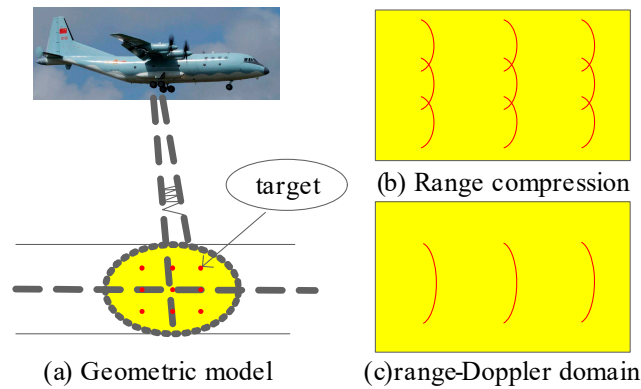 target
(b) Range compression
(a) Geometric model
(c)range-Doppler domain